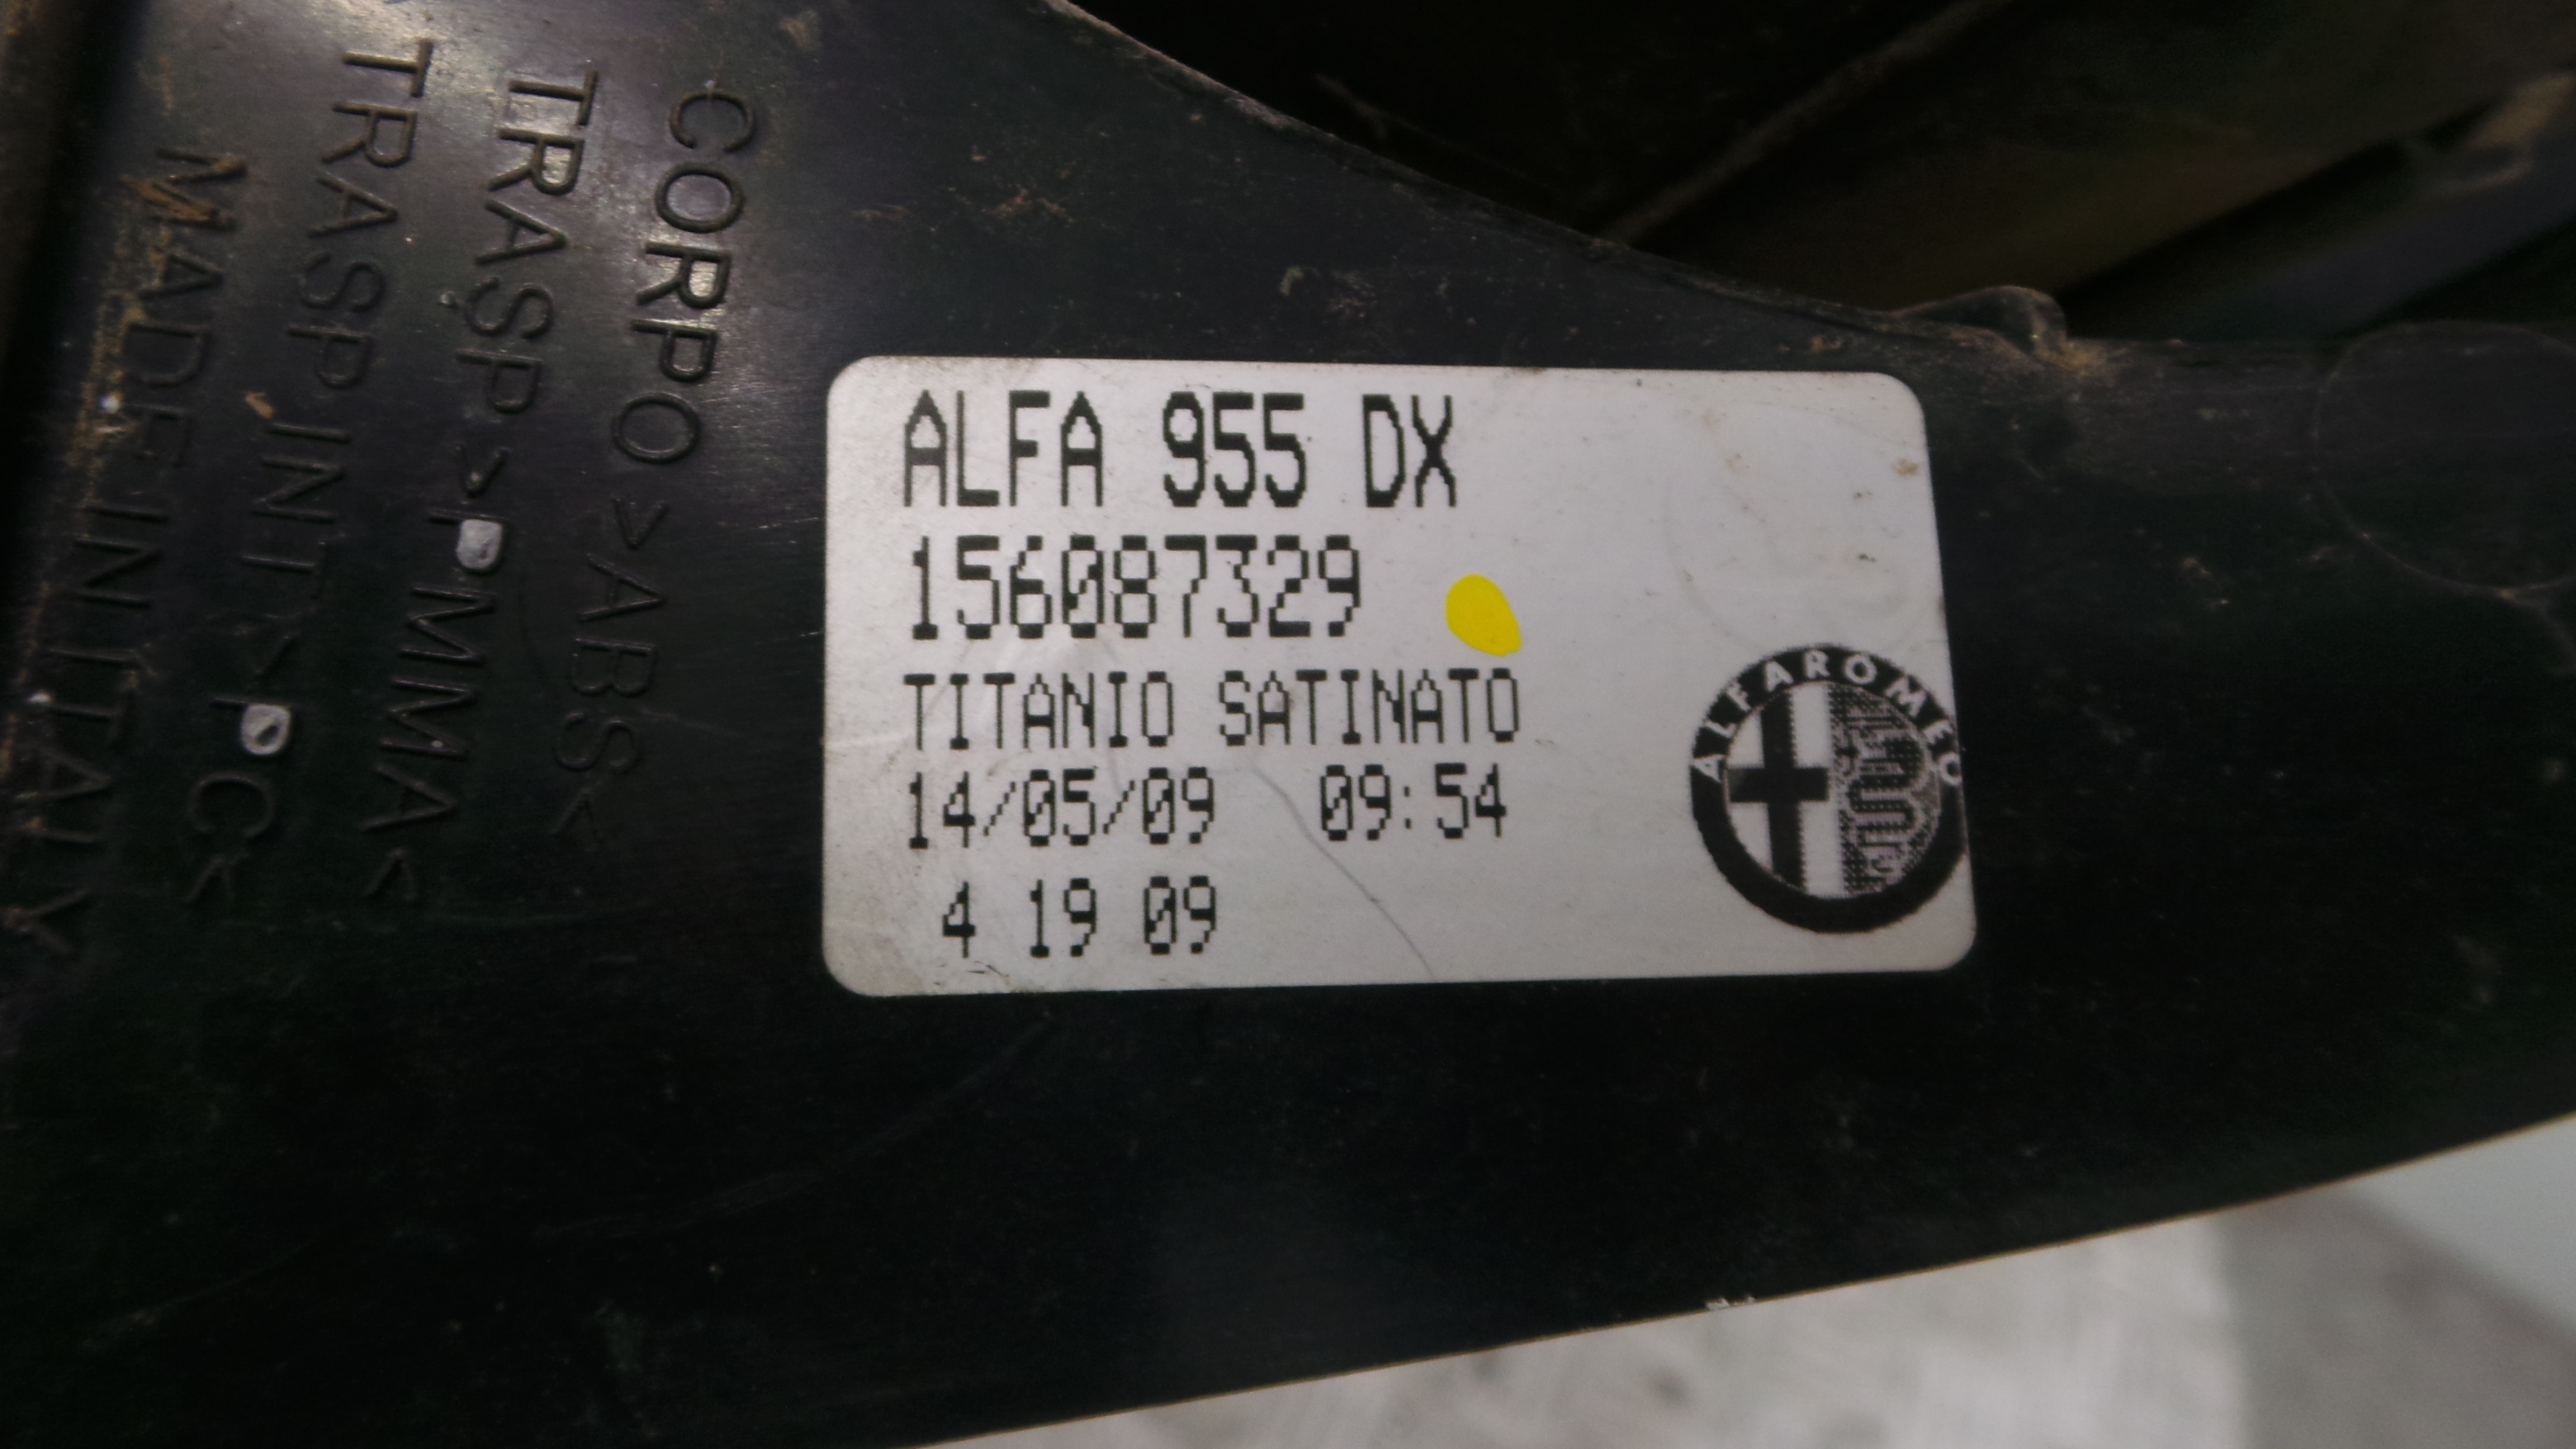 ALFA 955 DX
156087329
TITANIO SATINATO
14/05/09 09:54
4 19 09
ALFA ROMEO
CORPO >ABS<
TRASP >PMMA<
TRASP INT >PC<
MADE IN ITALY